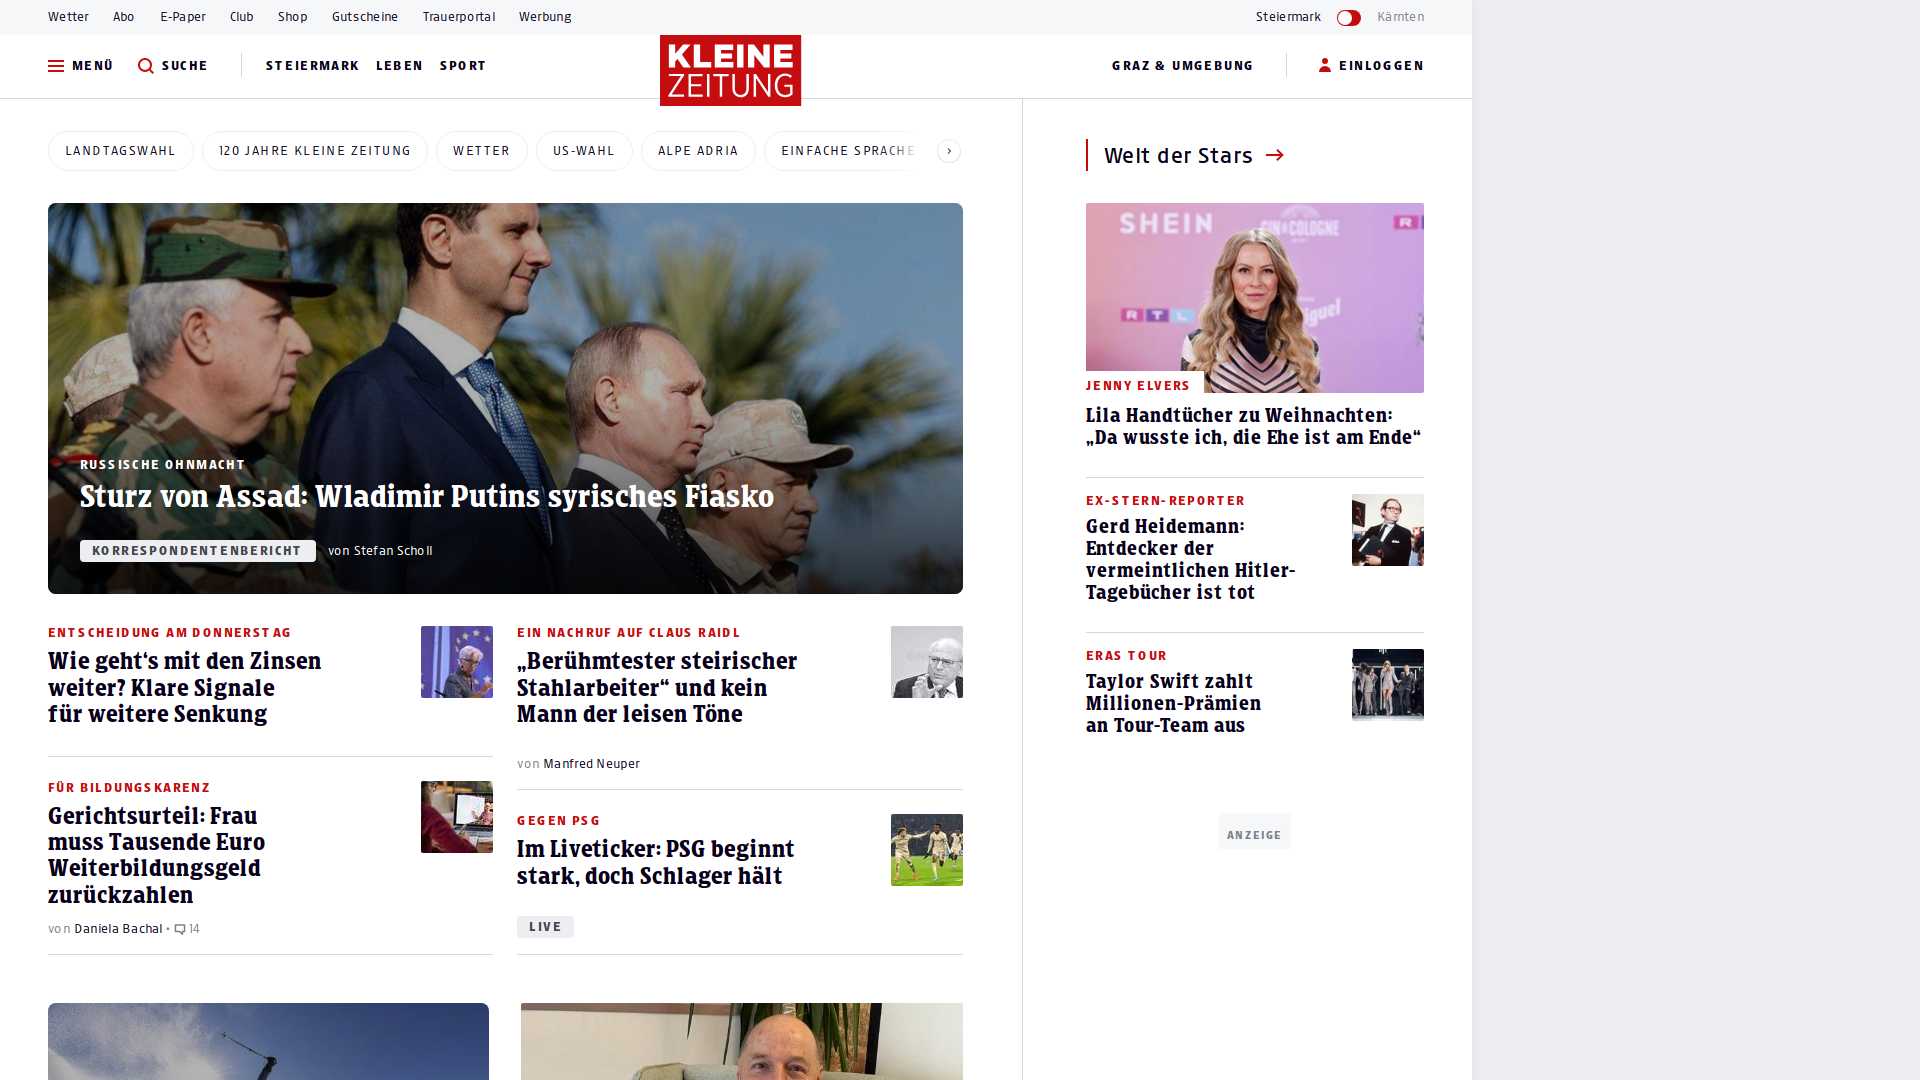 Wetter Abo E-Paper Club Shop Gutscheine Trauerportal Werbung Steiermark Kärnten
MENÜ SUCHE STEIERMARK LEBEN SPORT KLEINE ZEITUNG GRAZ & UMGEBUNG EINLOGGEN
LANDTAGSWAHL 120 JAHRE KLEINE ZEITUNG WETTER US-WAHL ALPE ADRIA EINFACHE SPRACHE
RUSSISCHE OHNMACHT
Sturz von Assad: Wladimir Putins syrisches Fiasko
KORRESPONDENTENBERICHT von Stefan Scholl
ENTSCHEIDUNG AM DONNERSTAG
Wie geht‘s mit den Zinsen
weiter? Klare Signale
für weitere Senkung
FÜR BILDUNGSKARENZ
Gerichtsurteil: Frau
muss Tausende Euro
Weiterbildungsgeld
zurückzahlen
von Daniela Bachal • 14
EIN NACHRUF AUF CLAUS RAIDL
„Berühmtester steirischer
Stahlarbeiter“ und kein
Mann der leisen Töne
von Manfred Neuper
GEGEN PSG
Im Liveticker: PSG beginnt
stark, doch Schlager hält
LIVE
Welt der Stars
SHEIN
GIN & COLOGNE
R
RTL
JENNY ELVERS
Lila Handtücher zu Weihnachten:
„Da wusste ich, die Ehe ist am Ende“
EX-STERN-REPORTER
Gerd Heidemann:
Entdecker der
vermeintlichen Hitler-
Tagebücher ist tot
ERAS TOUR
Taylor Swift zahlt
Millionen-Prämien
an Tour-Team aus
ANZEIGE